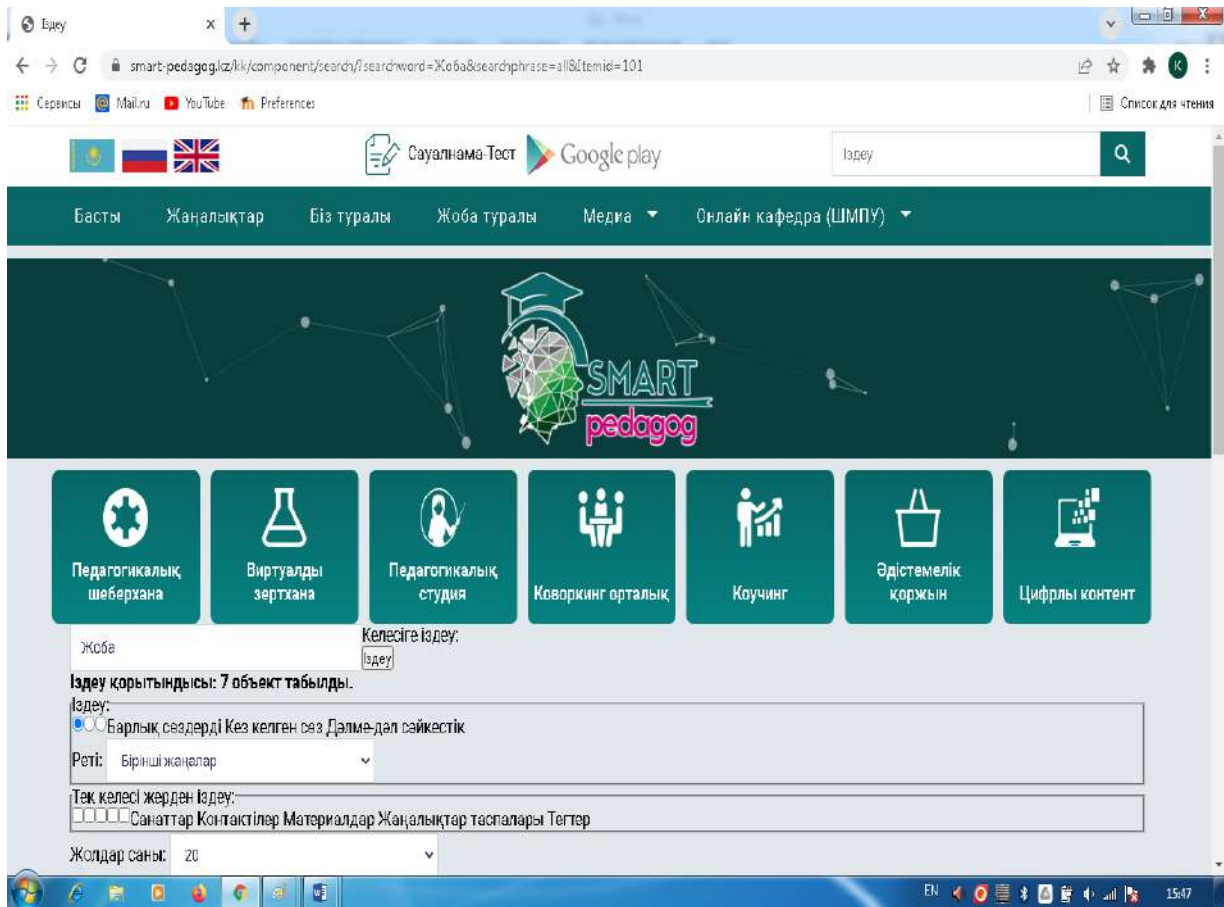 Іздеу
smart-pedagog.kz/kk/component/search/?searchword=Жоба&searchphrase=all&Itemid=101
K
Сервисы Mail.ru YouTube Preferences Список для чтения
Сауалнама-Тест Google play Іздеу
Басты Жаңалықтар Біз туралы Жоба туралы Медиа Онлайн кафедра (ШМПУ)
SMART
pedagog
Педагогикалық
шеберхана
Виртуалды
зертхана
Педагогикалық
студия
Коворкинг орталық
Коучинг
Әдістемелік
қоржын
Цифрлы контент
Жоба
Келесіге іздеу:
Іздеу
Іздеу қорытындысы: 7 объект табылды.
Іздеу:
Барлық сөздерді Кез келген сөз Дәлме-дәл сәйкестік
Реті: Бірінші жаңалар
Тек келесі жерден іздеу:
Санаттар Контактілер Материалдар Жаңалықтар таспалары Тегтер
Жолдар саны: 20
EN 15:47